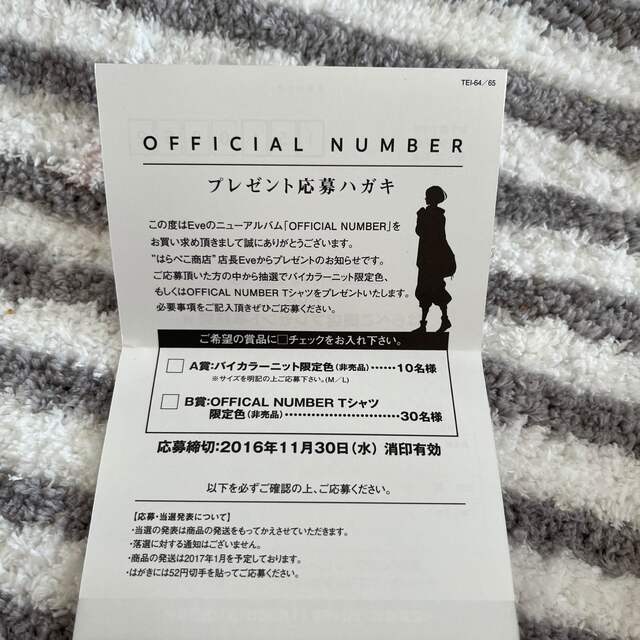 TEI-64/65
OFFICIAL NUMBER
プレゼント応募ハガキ
この度はEveのニューアルバム「OFFICIAL NUMBER」を
お買い求め頂きまして誠にありがとうございます。
"はらぺこ商店"店長Eveからプレゼントのお知らせです。
ご応募頂いた方の中から抽選でバイカラーニット限定色、
もしくはOFFICAL NUMBER Tシャツをプレゼントいたします。
必要事項をご記入頂きぜひご応募ください。
ご希望の賞品に□チェックをお入れ下さい。
□ A賞:バイカラーニット限定色(非売品)……10名様
※サイズを明記の上ご応募下さい。(M/L)
□ B賞:OFFICAL NUMBER Tシャツ
限定色(非売品)……………………30名様
応募締切:2016年11月30日(水) 消印有効
以下を必ずご確認の上、ご応募ください。
【応募・当選発表について】
・当選の発表は商品の発送をもってかえさせていただきます。
・落選に対する通知はございません。
・商品の発送は2017年1月を予定しております。
・はがきには52円切手を貼ってご応募ください。